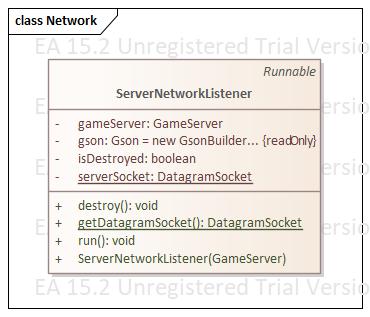 class Network
EA 15.2 Unregistered Trial Versio
Runnable
ServerNetworkListener
- gameServer: GameServer
- gson: Gson = new GsonBuilder... {readOnly}
- isDestroyed: boolean
- serverSocket: DatagramSocket
+ destroy(): void
+ getDatagramSocket(): DatagramSocket
+ run(): void
+ ServerNetworkListener(GameServer)
EA 15.2 Unregistered Trial Versio